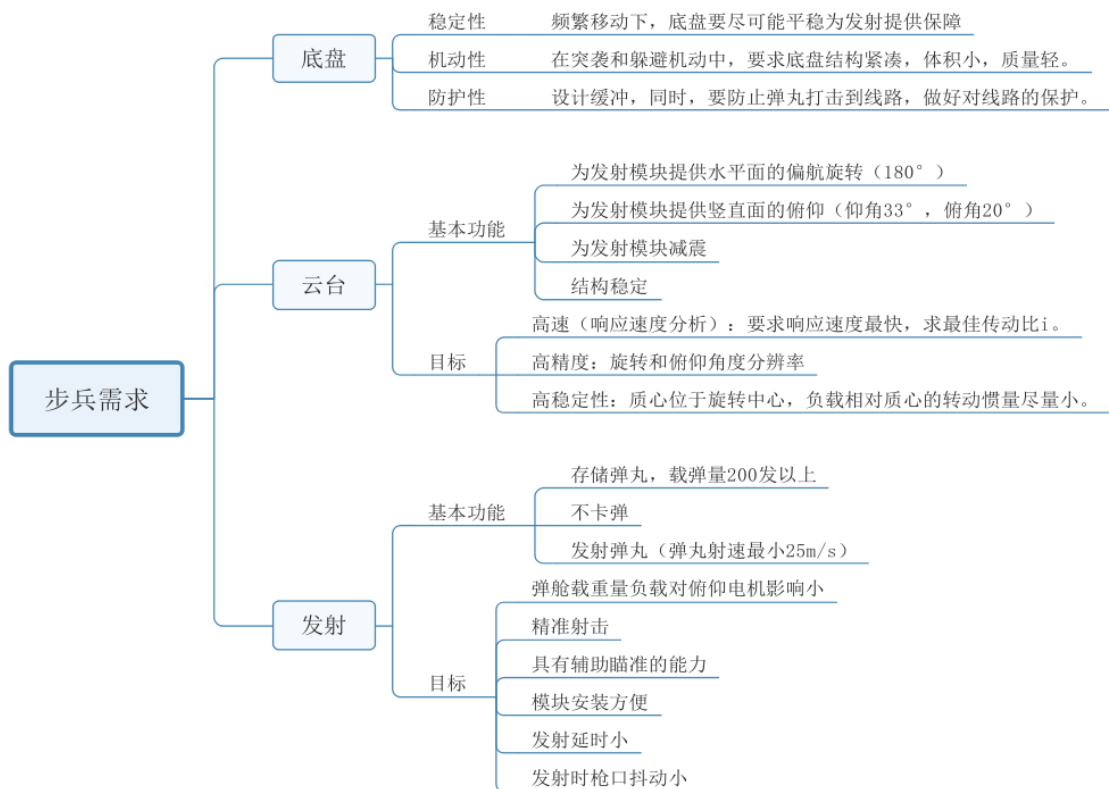 步兵需求
底盘
稳定性
频繁移动下，底盘要尽可能平稳为发射提供保障
机动性
在突袭和躲避机动中，要求底盘结构紧凑，体积小，质量轻。
防护性
设计缓冲，同时，要防止弹丸打击到线路，做好对线路的保护。
云台
基本功能
为发射模块提供水平面的偏航旋转（180°）
为发射模块提供竖直面的俯仰（仰角33°，俯角20°）
为发射模块减震
结构稳定
目标
高速（响应速度分析）：要求响应速度最快，求最佳传动比i。
高精度：旋转和俯仰角度分辨率
高稳定性：质心位于旋转中心，负载相对质心的转动惯量尽量小。
发射
基本功能
存储弹丸，载弹量200发以上
不卡弹
发射弹丸（弹丸射速最小25m/s）
目标
弹舱载重量负载对俯仰电机影响小
精准射击
具有辅助瞄准的能力
模块安装方便
发射延时小
发射时枪口抖动小